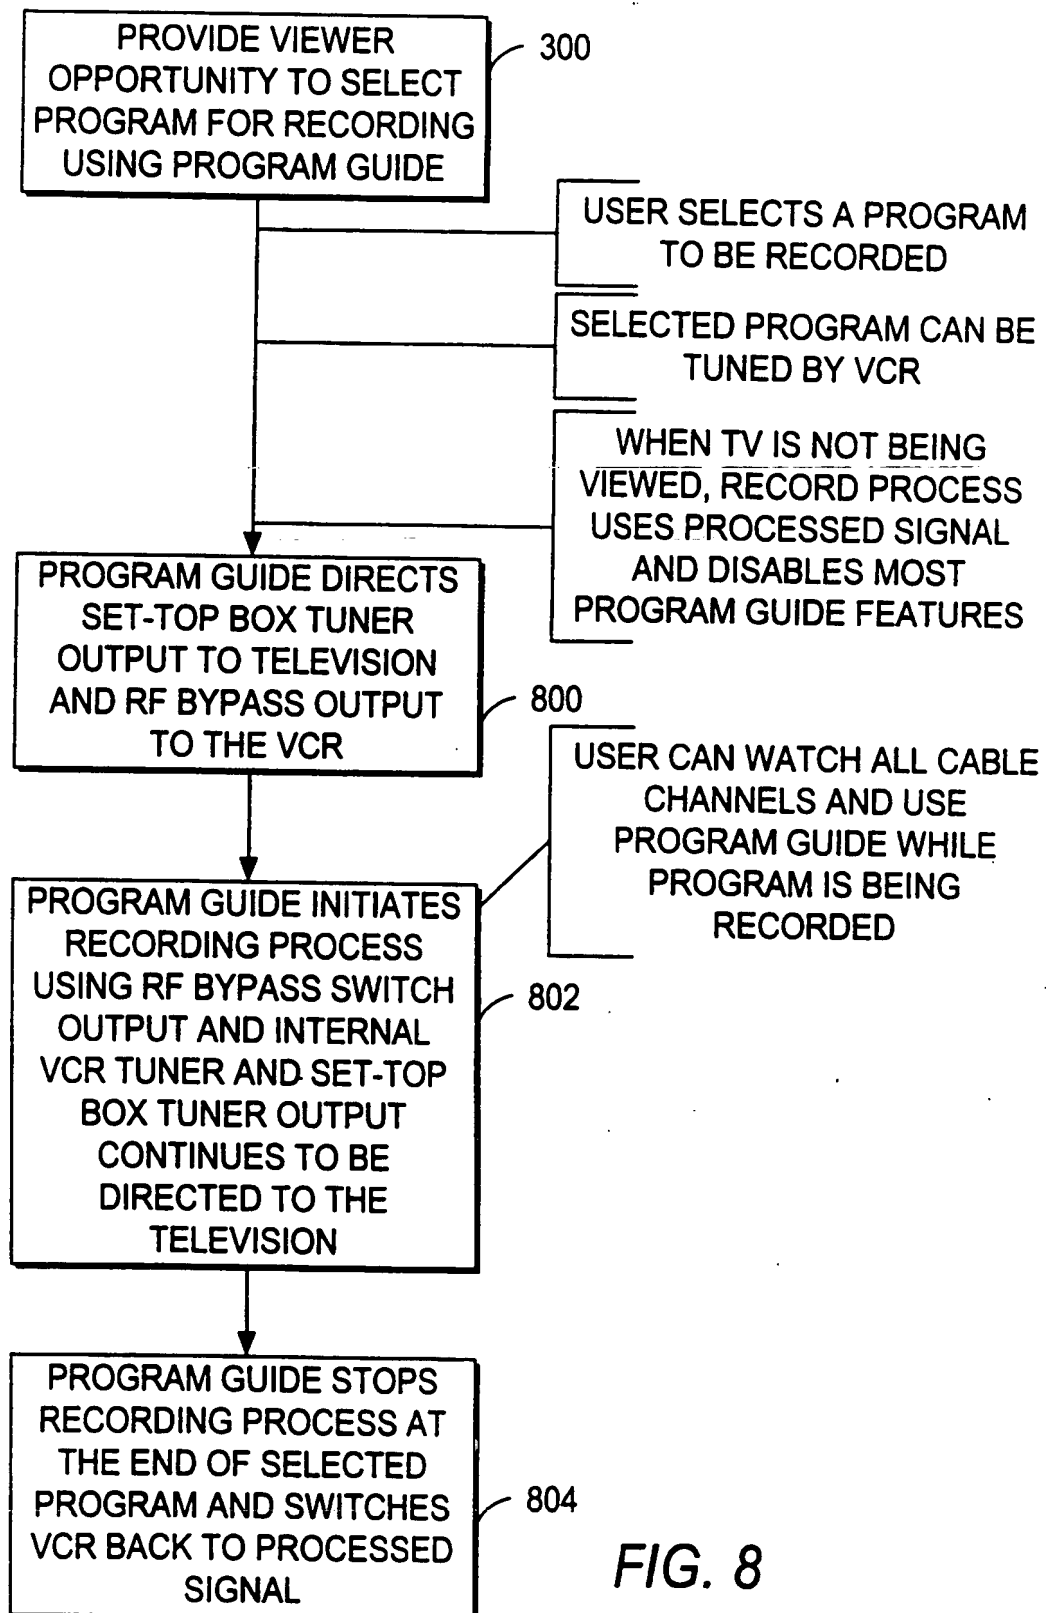 PROVIDE VIEWER
OPPORTUNITY TO SELECT
PROGRAM FOR RECORDING
USING PROGRAM GUIDE
300
USER SELECTS A PROGRAM
TO BE RECORDED
SELECTED PROGRAM CAN BE
TUNED BY VCR
WHEN TV IS NOT BEING
VIEWED, RECORD PROCESS
USES PROCESSED SIGNAL
AND DISABLES MOST
PROGRAM GUIDE FEATURES
PROGRAM GUIDE DIRECTS
SET-TOP BOX TUNER
OUTPUT TO TELEVISION
AND RF BYPASS OUTPUT
TO THE VCR
800
USER CAN WATCH ALL CABLE
CHANNELS AND USE
PROGRAM GUIDE WHILE
PROGRAM IS BEING
RECORDED
PROGRAM GUIDE INITIATES
RECORDING PROCESS
USING RF BYPASS SWITCH
OUTPUT AND INTERNAL
VCR TUNER AND SET-TOP
BOX TUNER OUTPUT
CONTINUES TO BE
DIRECTED TO THE
TELEVISION
802
PROGRAM GUIDE STOPS
RECORDING PROCESS AT
THE END OF SELECTED
PROGRAM AND SWITCHES
VCR BACK TO PROCESSED
SIGNAL
804
FIG. 8